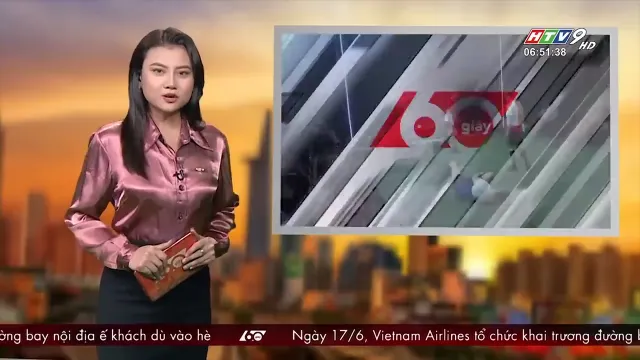 HTV9 HD
06:51:38
60 giây
ờng bay nội địa ế khách dù vào hè 60 Ngày 17/6, Vietnam Airlines tổ chức khai trương đường b